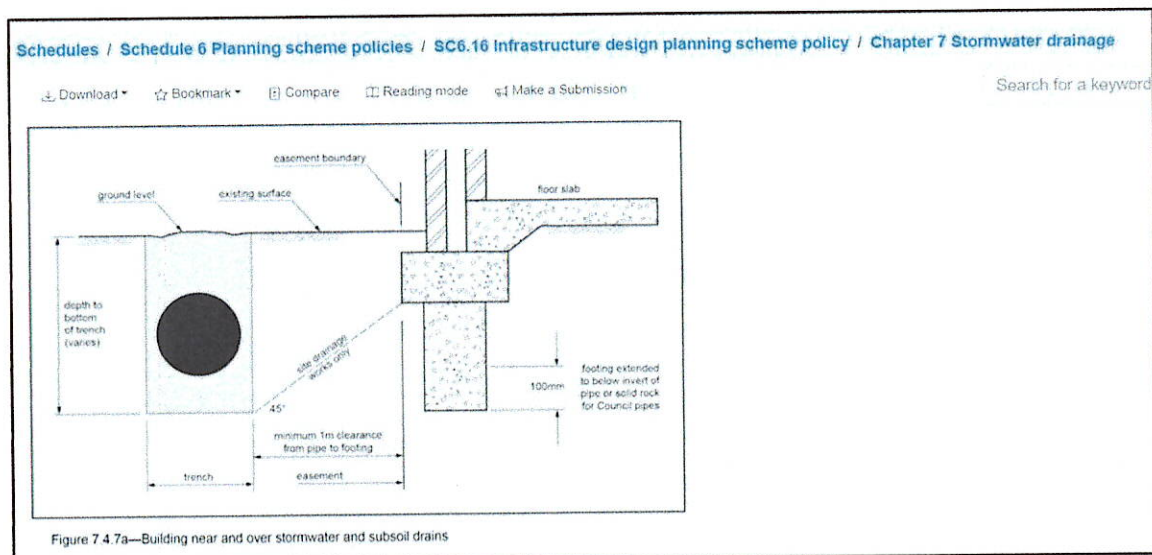 Schedules / Schedule 6 Planning scheme policies / SC6.16 Infrastructure design planning scheme policy / Chapter 7 Stormwater drainage
Download Bookmark Compare Reading mode Make a Submission
Search for a keyword
easement boundary
ground level
existing surface
floor slab
depth to
bottom
of trench
(varies)
site drainage
works only
45°
100mm
footing extended
to below invert of
pipe or solid rock
for Council pipes
minimum 1m clearance
from pipe to footing
trench
easement
Figure 7.4.7a—Building near and over stormwater and subsoil drains